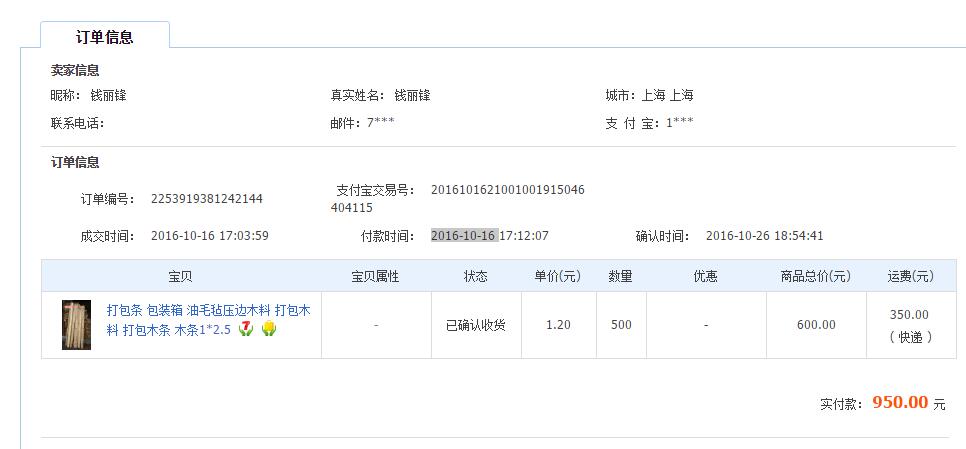 订单信息
卖家信息
昵称： 钱丽锋 真实姓名： 钱丽锋 城市：上海 上海
联系电话： 邮件：7*** 支 付 宝：1***
订单信息
订单编号： 2253919381242144 支付宝交易号： 2016101621001001915046
404115
成交时间： 2016-10-16 17:03:59 付款时间： 2016-10-16 17:12:07 确认时间： 2016-10-26 18:54:41
宝贝 宝贝属性 状态 单价(元) 数量 优惠 商品总价(元) 运费(元)
打包条 包装箱 油毛毡压边木料 打包木
料 打包木条 木条1*2.5 7 - 已确认收货 1.20 500 - 600.00 350.00
( 快递 )
实付款： 950.00 元